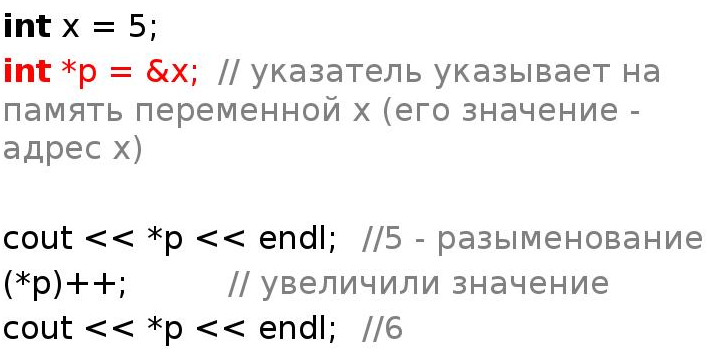 int x = 5;
int *p = &x; // указатель указывает на
память переменной x (его значение -
адрес x)
cout << *p << endl; //5 - разыменование
(*p)++; // увеличили значение
cout << *p << endl; //6